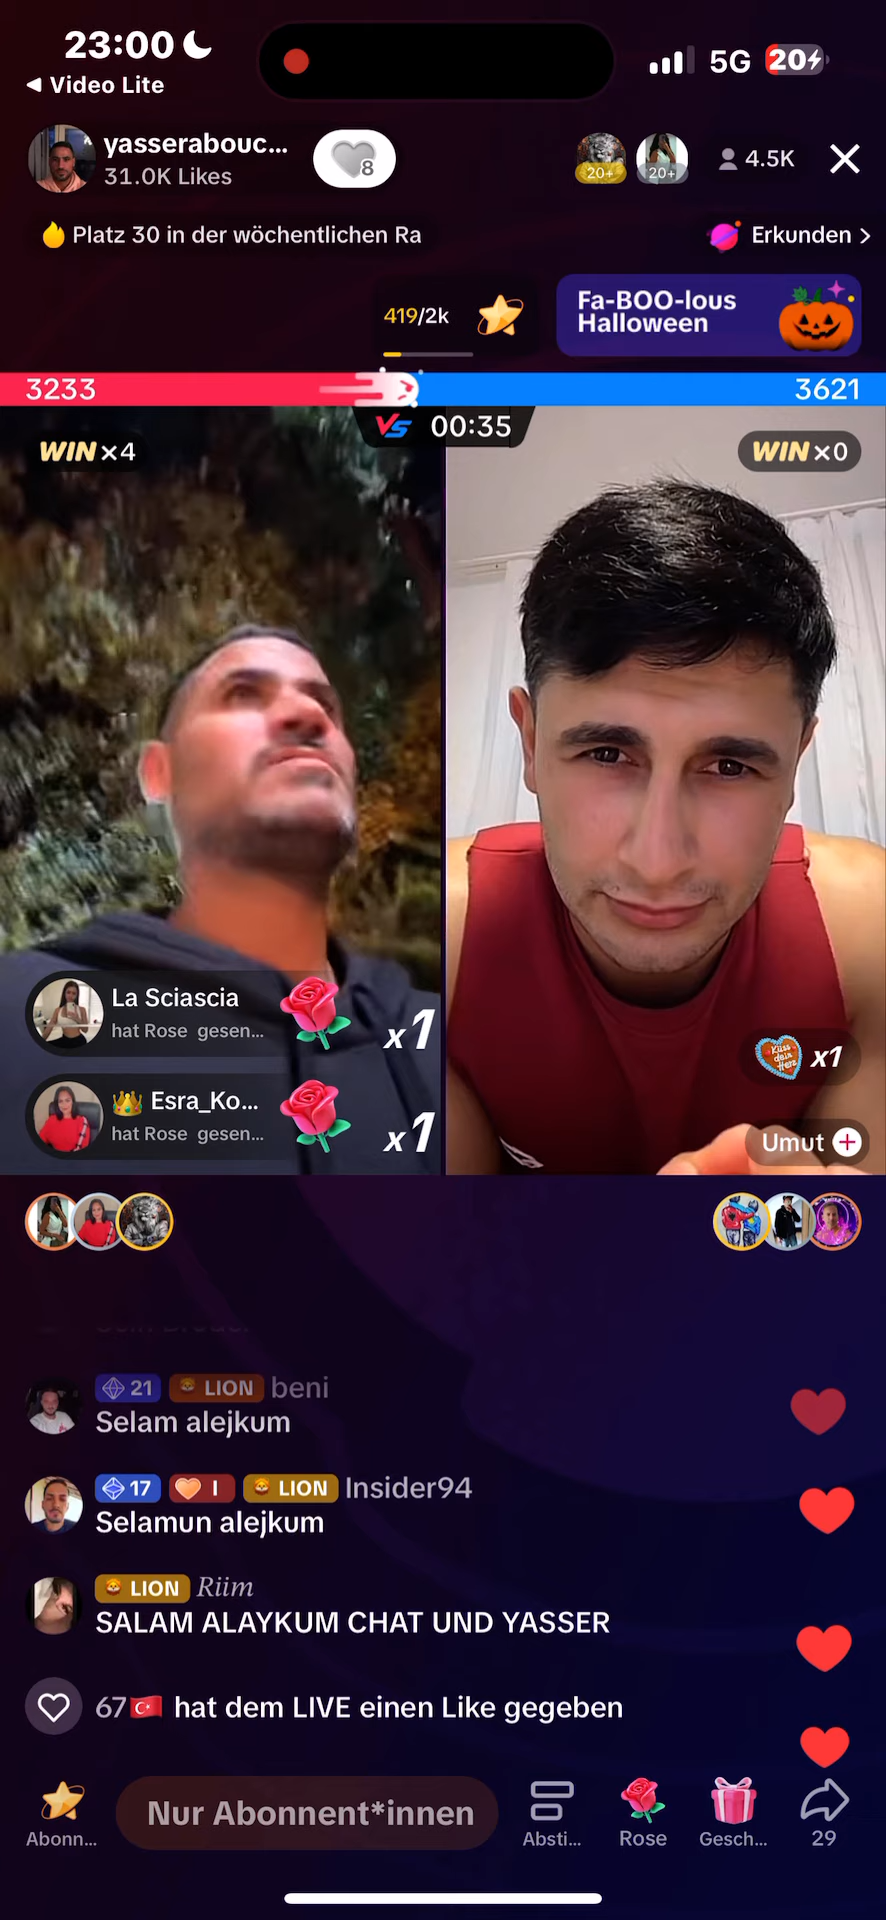 23:00
5G
20
Video Lite
yasserabouc...
31.0K Likes
8
20+
20+
4.5K
Platz 30 in der wöchentlichen Ra
Erkunden
419/2k
Fa-BOO-lous
Halloween
3233
3621
VS 00:35
WIN x4
WIN x0
La Sciascia
hat Rose gesen...
x1
Küss dein Herz
x1
Esra_Ko...
hat Rose gesen...
x1
Umut
21 LION beni
Selam alejkum
17 I LION Insider94
Selamun alejkum
LION Riim
SALAM ALAYKUM CHAT UND YASSER
67 hat dem LIVE einen Like gegeben
Abonn...
Nur Abonnent*innen
Absti...
Rose
Gesch...
29